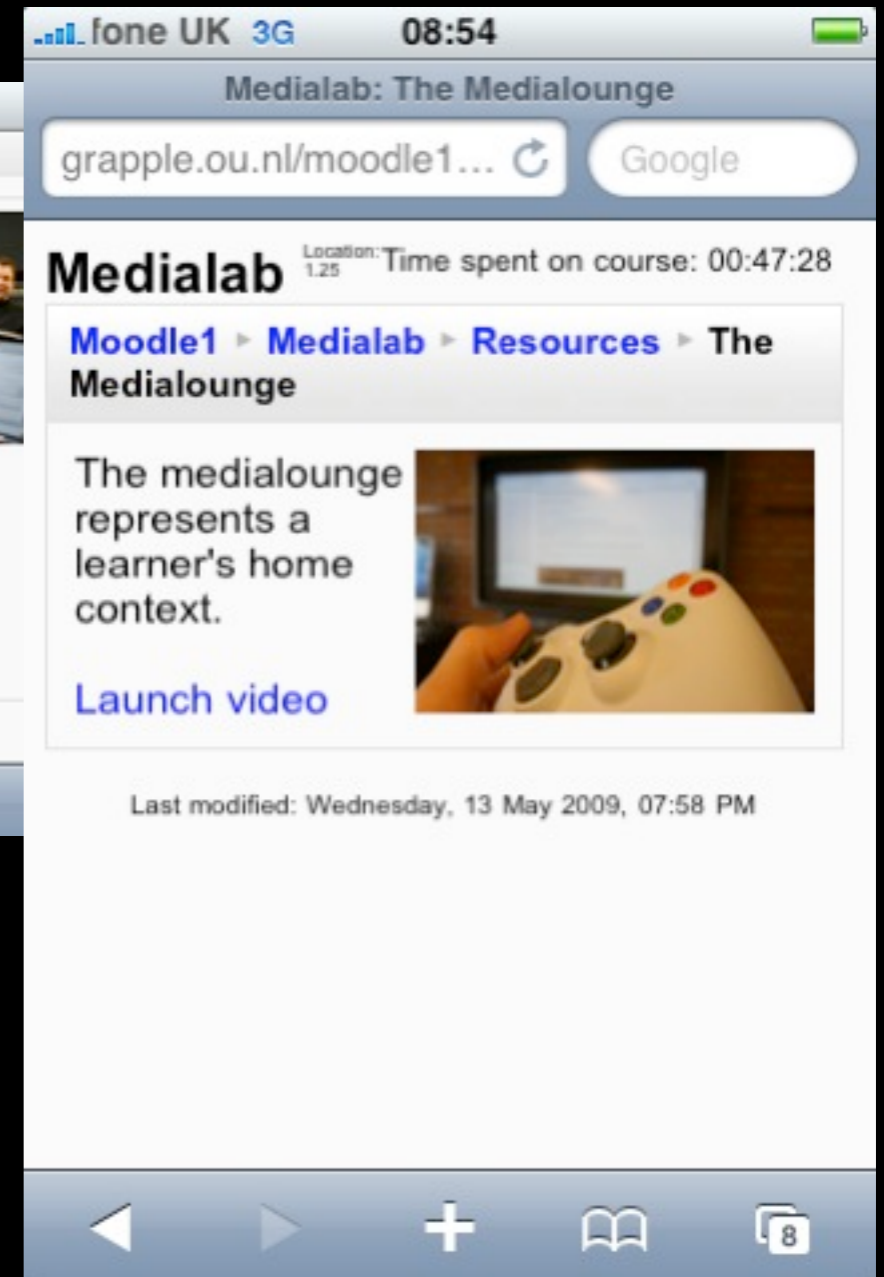 fone UK 3G 08:54
Medialab: The Medialounge
grapple.ou.nl/moodle1... Google
Medialab Location: 1.25 Time spent on course: 00:47:28
Moodle1 ▸ Medialab ▸ Resources ▸ The
Medialounge
The medialounge
represents a
learner's home
context.
Launch video
Last modified: Wednesday, 13 May 2009, 07:58 PM
8